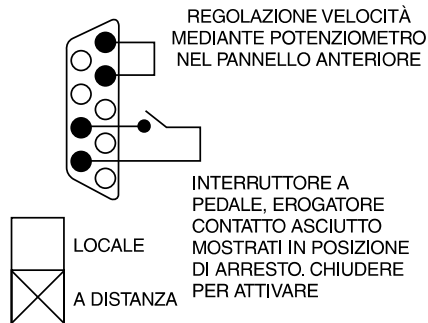 REGOLAZIONE VELOCITÀ
MEDIANTE POTENZIOMETRO
NEL PANNELLO ANTERIORE
INTERRUTTORE A
PEDALE, EROGATORE
CONTATTO ASCIUTTO
MOSTRATI IN POSIZIONE
DI ARRESTO. CHIUDERE
PER ATTIVARE
LOCALE
A DISTANZA